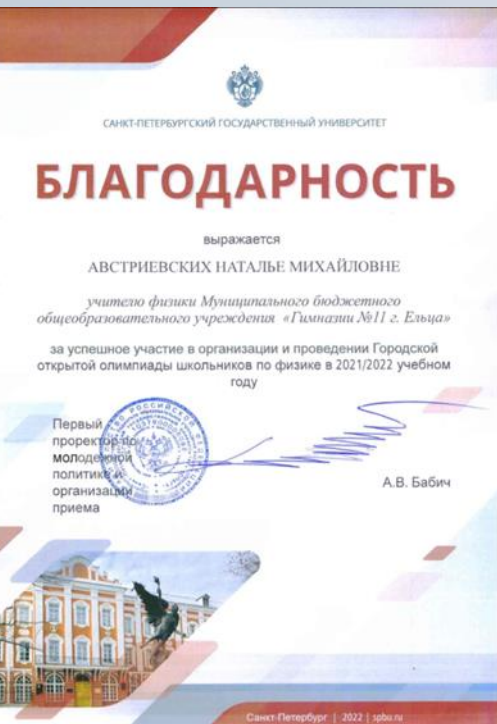 САНКТ-ПЕТЕРБУРГСКИЙ ГОСУДАРСТВЕННЫЙ УНИВЕРСИТЕТ
БЛАГОДАРНОСТЬ
выражается
АВСТРИЕВСКИХ НАТАЛЬЕ МИХАЙЛОВНЕ
учителю физики Муниципального бюджетного
общеобразовательного учреждения «Гимназии №11 г. Ельца»
за успешное участие в организации и проведении Городской
открытой олимпиады школьников по физике в 2021/2022 учебном
году
Первый
проректор по
молодежной
политике и
организации
приема
А.В. Бабич
Санкт-Петербург | 2022 | spbu.ru